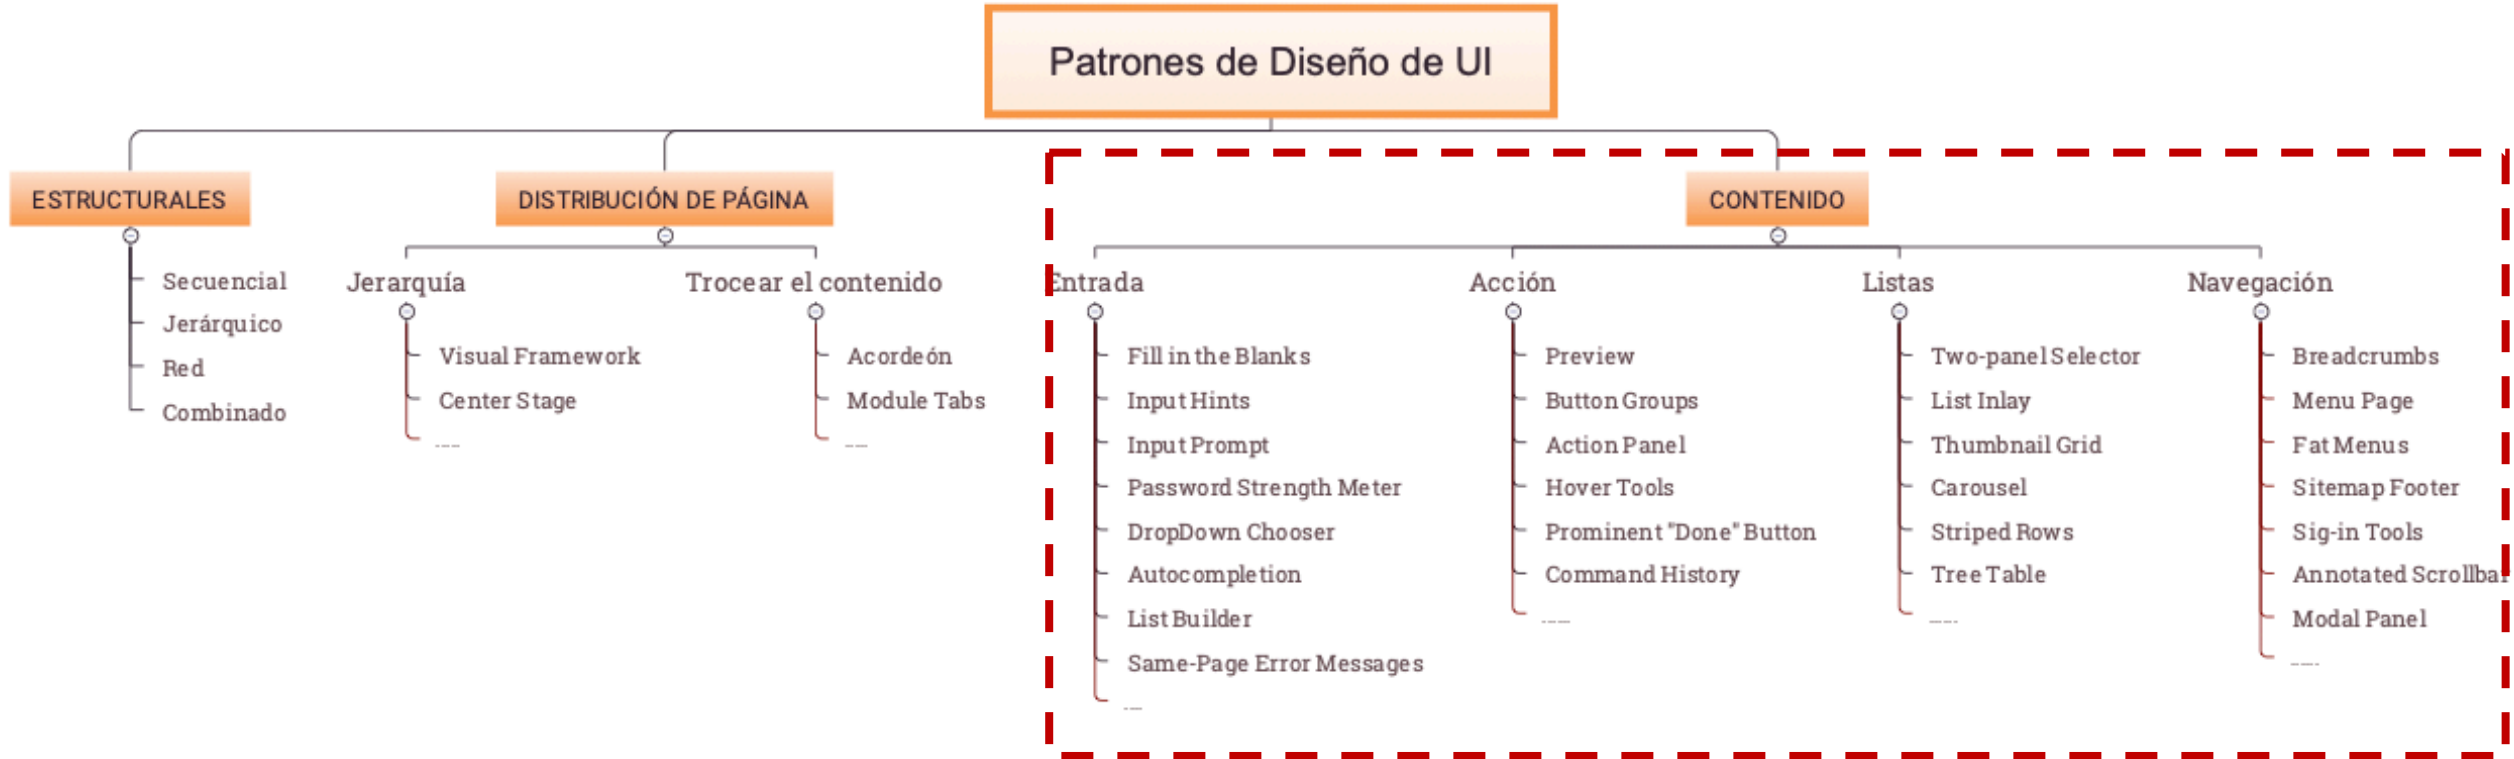 Patrones de Diseño de UI
ESTRUCTURALES
Secuencial
Jerárquico
Red
Combinado
DISTRIBUCIÓN DE PÁGINA
Jerarquía
Visual Framework
Center Stage
.....
Trocear el contenido
Acordeón
Module Tabs
.....
CONTENIDO
Entrada
Fill in the Blanks
Input Hints
Input Prompt
Password Strength Meter
DropDown Chooser
Autocompletion
List Builder
Same-Page Error Messages
....
Acción
Preview
Button Groups
Action Panel
Hover Tools
Prominent "Done" Button
Command History
......
Listas
Two-panel Selector
List Inlay
Thumbnail Grid
Carousel
Striped Rows
Tree Table
......
Navegación
Breadcrumbs
Menu Page
Fat Menus
Sitemap Footer
Sig-in Tools
Annotated Scrollbar
Modal Panel
......